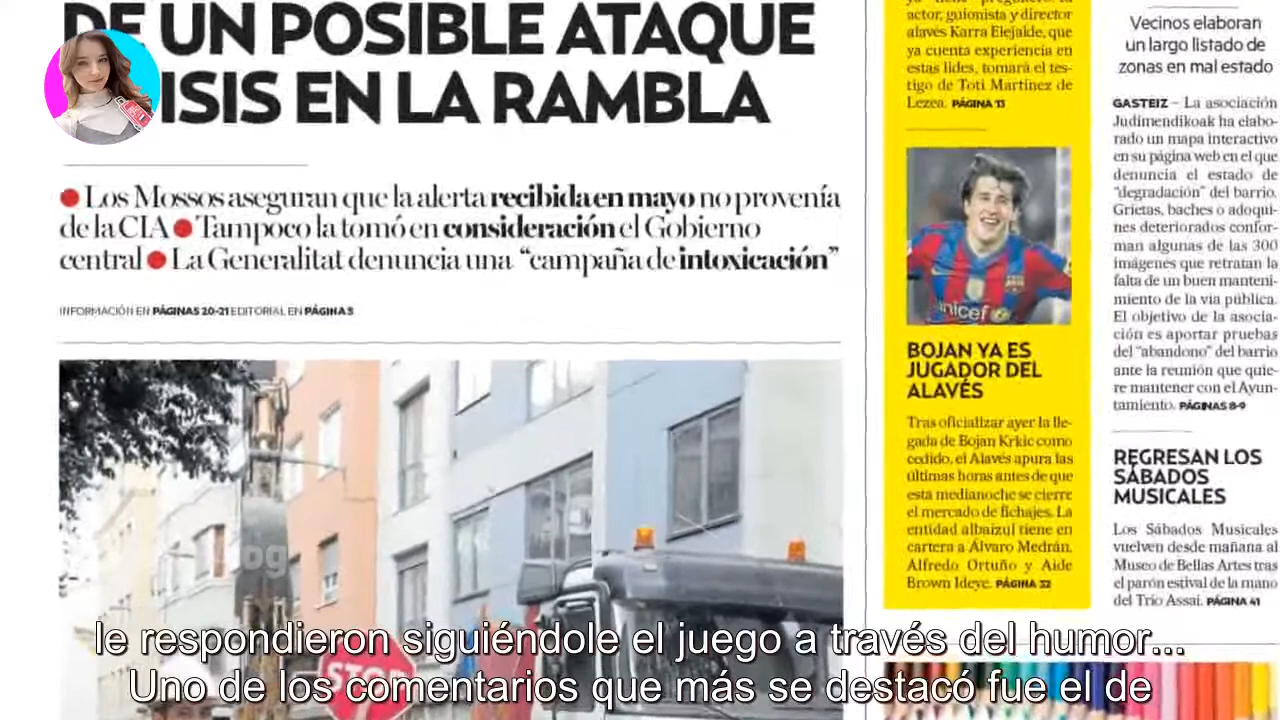 DE UN POSIBLE ATAQUE
ISIS EN LA RAMBLA
● Los Mossos aseguran que la alerta recibida en mayo no provenía
de la CIA ● Tampoco la tomó en consideración el Gobierno
central ● La Generalitat denuncia una “campaña de intoxicación”
INFORMACIÓN EN PÁGINAS 20-21 EDITORIAL EN PÁGINA 3
STOP
actor, guionista y director
alavés Karra Elejalde, que
ya cuenta experiencia en
estas lides, tomará el tes-
tigo de Toti Martínez de
Lezea. PÁGINA 13
unicef
BOJAN YA ES
JUGADOR DEL
ALAVÉS
Tras oficializar ayer la lle-
gada de Bojan Krkic como
cedido, el Alavés apura las
últimas horas antes de que
esta medianoche se cierre
el mercado de fichajes. La
entidad albiazul tiene en
cartera a Álvaro Medrán,
Alfredo Ortuño y Aide
Brown Ideye. PÁGINA 32
Vecinos elaboran
un largo listado de
zonas en mal estado
GASTEIZ – La asociación
Judimendikoak ha elabo-
rado un mapa interactivo
en su página web en el que
denuncia el estado de
“degradación” del barrio.
Grietas, baches o adoqui-
nes deteriorados confor-
man algunas de las 300
imágenes que retratan la
falta de un buen manteni-
miento de la vía pública.
El objetivo de la asocia-
ción es aportar pruebas
del “abandono” del barrio
ante la reunión que quie-
re mantener con el Ayun-
tamiento. PÁGINAS 8-9
REGRESAN LOS
SÁBADOS
MUSICALES
Los Sábados Musicales
vuelven desde mañana al
Museo de Bellas Artes tras
el parón estival de la mano
del Trío Assai. PÁGINA 41
le respondieron siguiéndole el juego a través del humor...
Uno de los comentarios que más se destacó fue el de